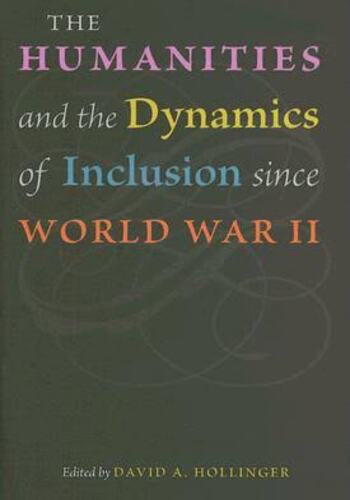 THE
HUMANITIES
and the Dynamics
of Inclusion since
WORLD WAR II
Edited by DAVID A. HOLLINGER